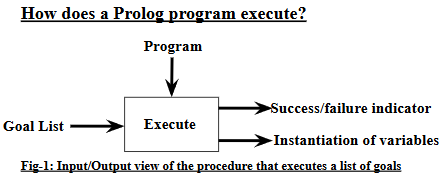 How does a Prolog program execute?
Program
Success/failure indicator
Goal List
Execute
Instantiation of variables
Fig-1: Input/Output view of the procedure that executes a list of goals